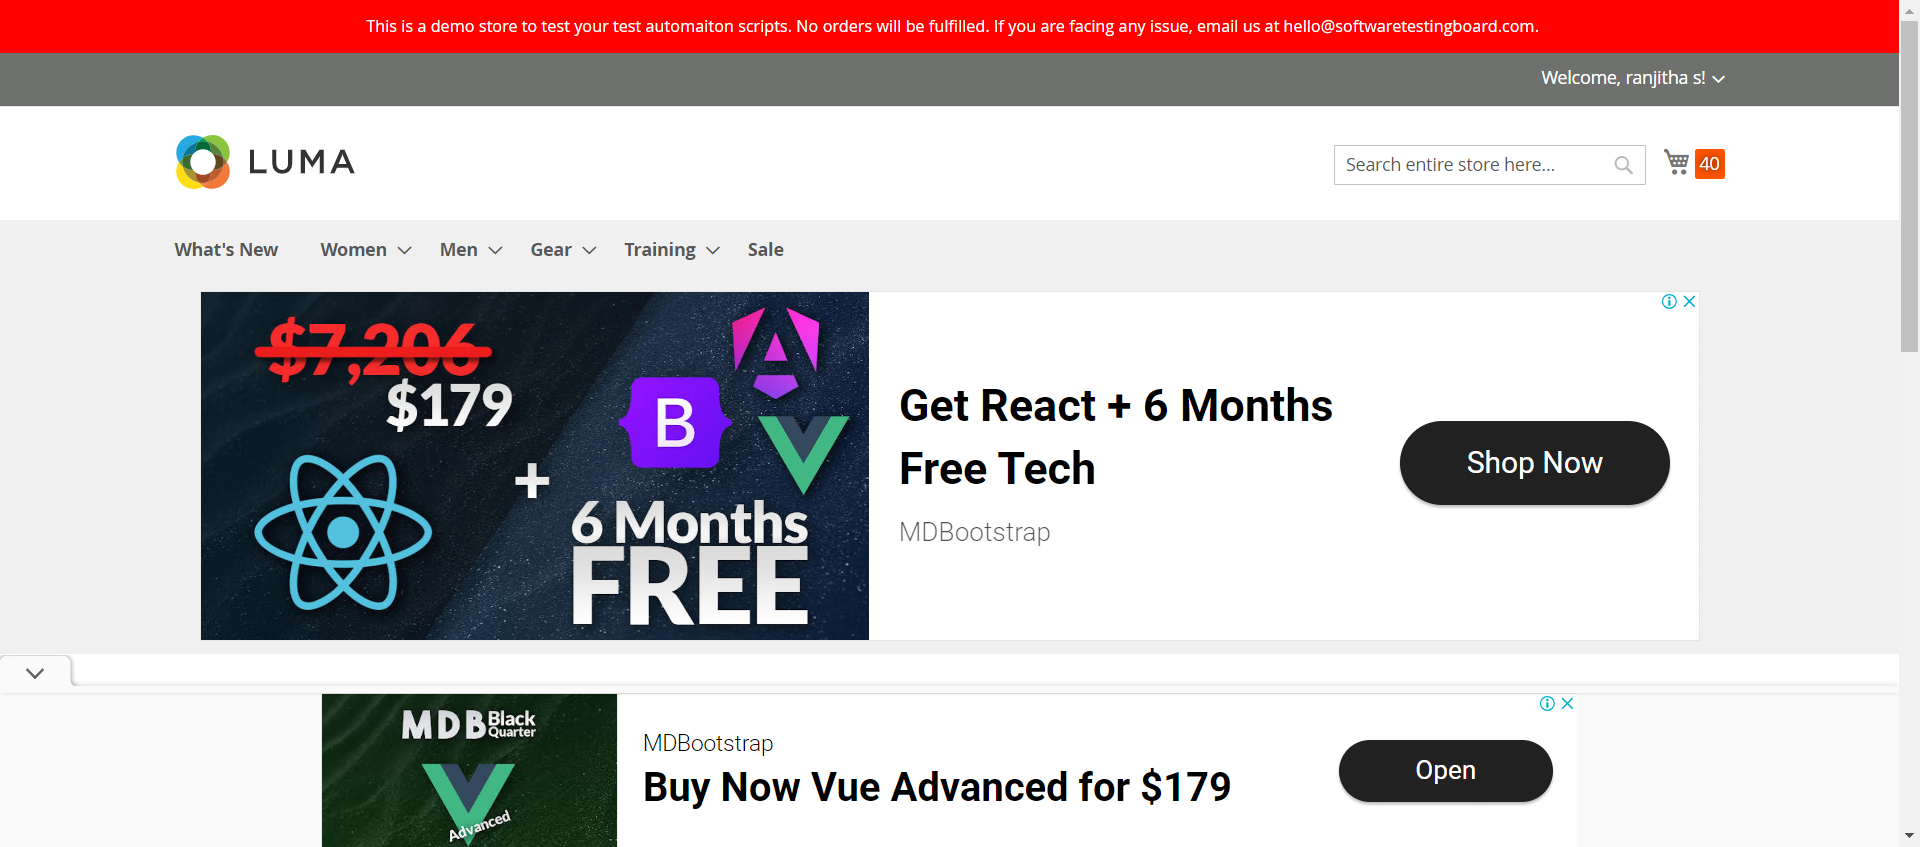 This is a demo store to test your test automaiton scripts. No orders will be fulfilled. If you are facing any issue, email us at hello@softwaretestingboard.com.
Welcome, ranjitha s!
LUMA
Search entire store here...
40
What's New Women Men Gear Training Sale
$7,206
$179
B
+
6 Months
FREE
Get React + 6 Months
Free Tech
MDBootstrap
Shop Now
MDB Black
Quarter
Advanced
MDBootstrap
Buy Now Vue Advanced for $179
Open